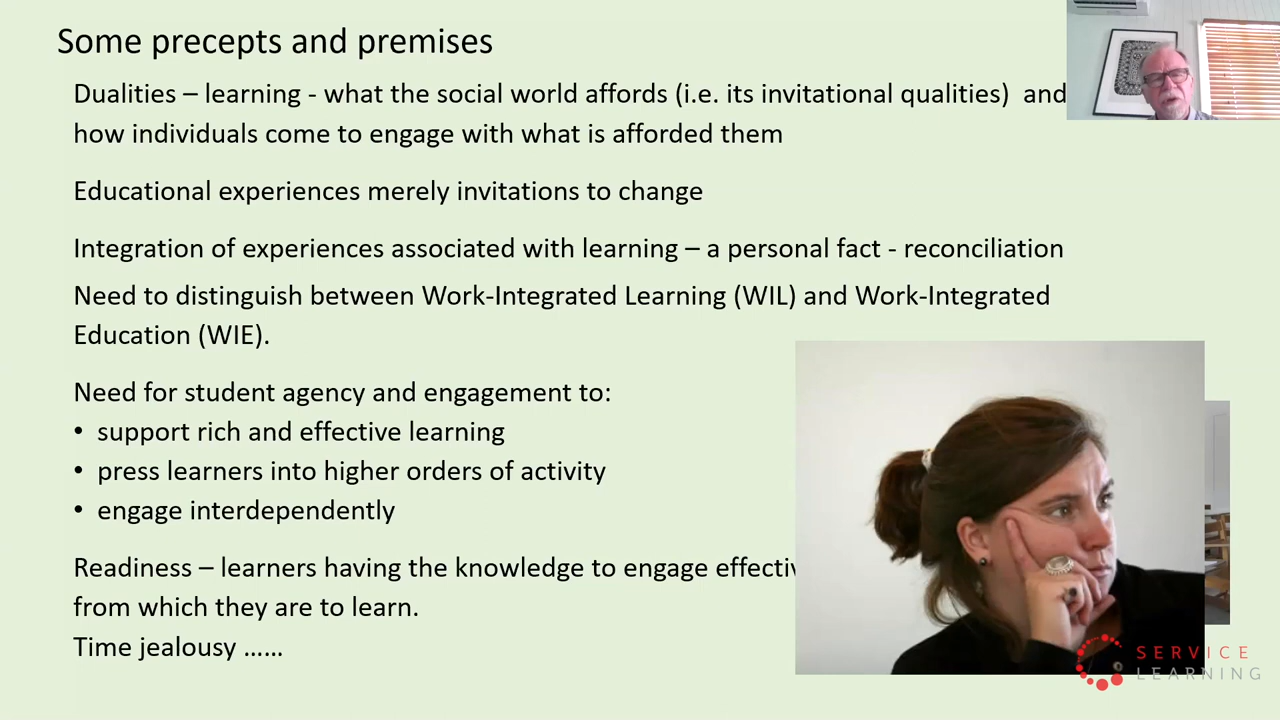 Some precepts and premises
Dualities – learning - what the social world affords (i.e. its invitational qualities) and
how individuals come to engage with what is afforded them
Educational experiences merely invitations to change
Integration of experiences associated with learning – a personal fact - reconciliation
Need to distinguish between Work-Integrated Learning (WIL) and Work-Integrated
Education (WIE).
Need for student agency and engagement to:
• support rich and effective learning
• press learners into higher orders of activity
• engage interdependently
Readiness – learners having the knowledge to engage
from which they are to learn.
Time jealousy ......
SERVICE
LEARNING